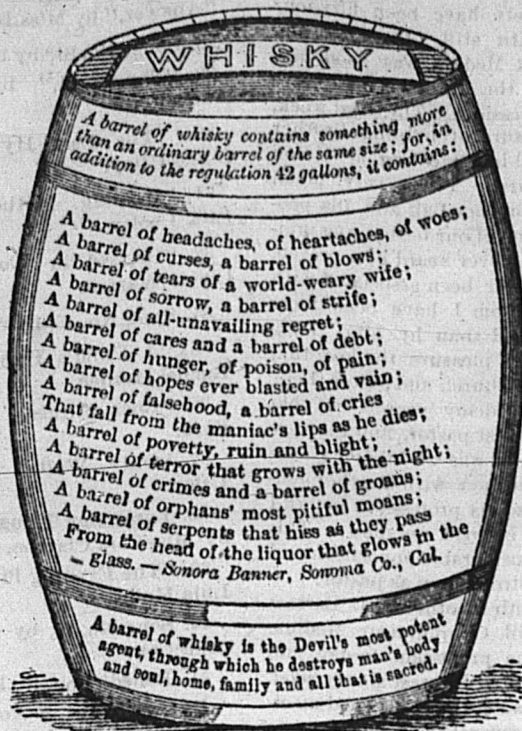 WHISKY
A barrel of whisky contains something more
than an ordinary barrel of the same size; for, in
addition to the regulation 42 gallons, it contains:
A barrel of headaches, of heartaches, of woes;
A barrel of curses, a barrel of blows;
A barrel of tears of a world-weary wife;
A barrel of sorrow, a barrel of strife;
A barrel of all-unavailing regret;
A barrel of cares and a barrel of debt;
A barrel of hunger, of poison, of pain;
A barrel of hopes ever blasted and vain;
A barrel of falsehood, a barrel of cries
That fall from the maniac's lips as he dies;
A barrel of poverty, ruin and blight;
A barrel of terror that grows with the night;
A barrel of crimes and a barrel of groans;
A barrel of orphans' most pitiful moans;
A barrel of serpents that hiss as they pass
From the head of the liquor that glows in the
glass. — Sonora Banner, Sonoma Co., Cal.
A barrel of whisky is the Devil's most potent
agent, through which he destroys man's body
and soul, home, family and all that is sacred.